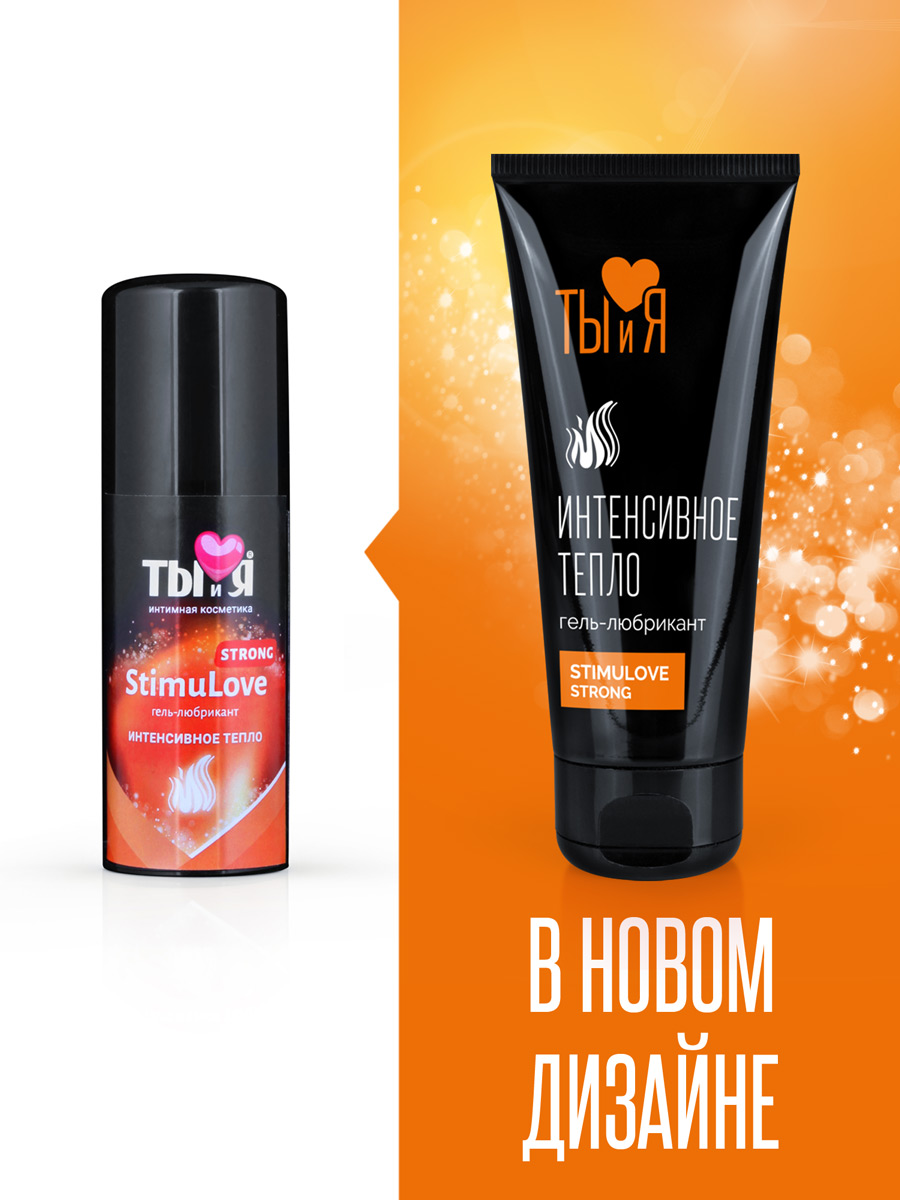 ТЫ и Я®
интимная косметика
STRONG
StimuLove
гель-любрикант
ИНТЕНСИВНОЕ ТЕПЛО
ТЫ и Я
ИНТЕНСИВНОЕ
ТЕПЛО
гель-любрикант
STIMULOVE
STRONG
В НОВОМ
ДИЗАЙНЕ